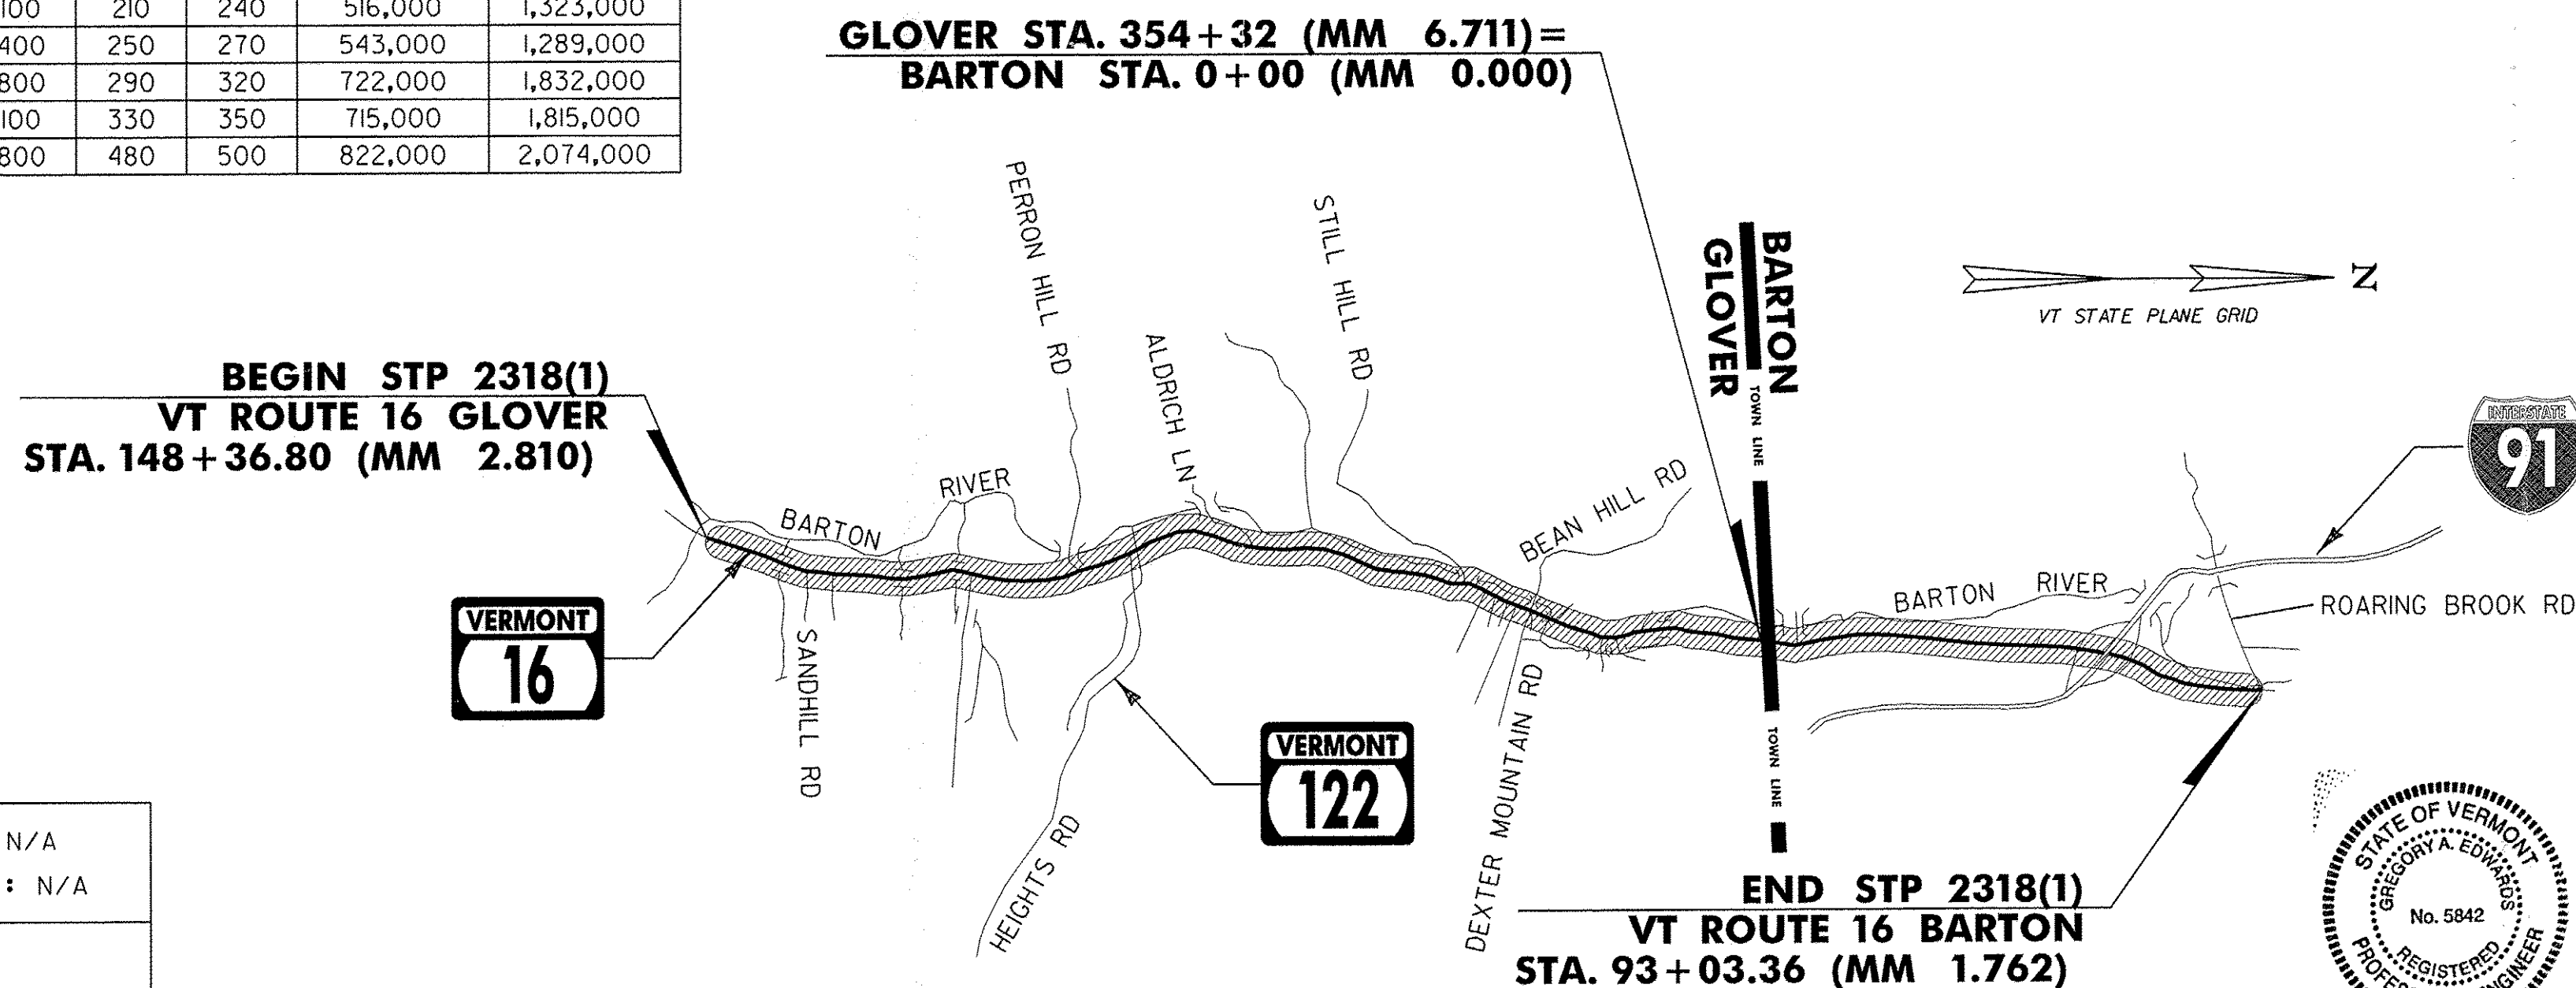 100 210 240 516,000 1,323,000
400 250 270 543,000 1,289,000
800 290 320 722,000 1,832,000
100 330 350 715,000 1,815,000
800 480 500 822,000 2,074,000
GLOVER STA. 354+32 (MM 6.711)=
BARTON STA. 0+00 (MM 0.000)
BEGIN STP 2318(1)
VT ROUTE 16 GLOVER
STA. 148+36.80 (MM 2.810)
PERRON HILL RD
ALDRICH LN
STILL HILL RD
BARTON
GLOVER
TOWN LINE
N
VT STATE PLANE GRID
INTERSTATE
91
BARTON RIVER
BEAN HILL RD
BARTON RIVER
ROARING BROOK RD
VERMONT
16
SANDHILL RD
HEIGHTS RD
VERMONT
122
DEXTER MOUNTAIN RD
TOWN LINE
END STP 2318(1)
VT ROUTE 16 BARTON
STA. 93+03.36 (MM 1.762)
N/A
: N/A
STATE OF VERMONT
GREGORY A. EDWARDS
No. 5842
REGISTERED